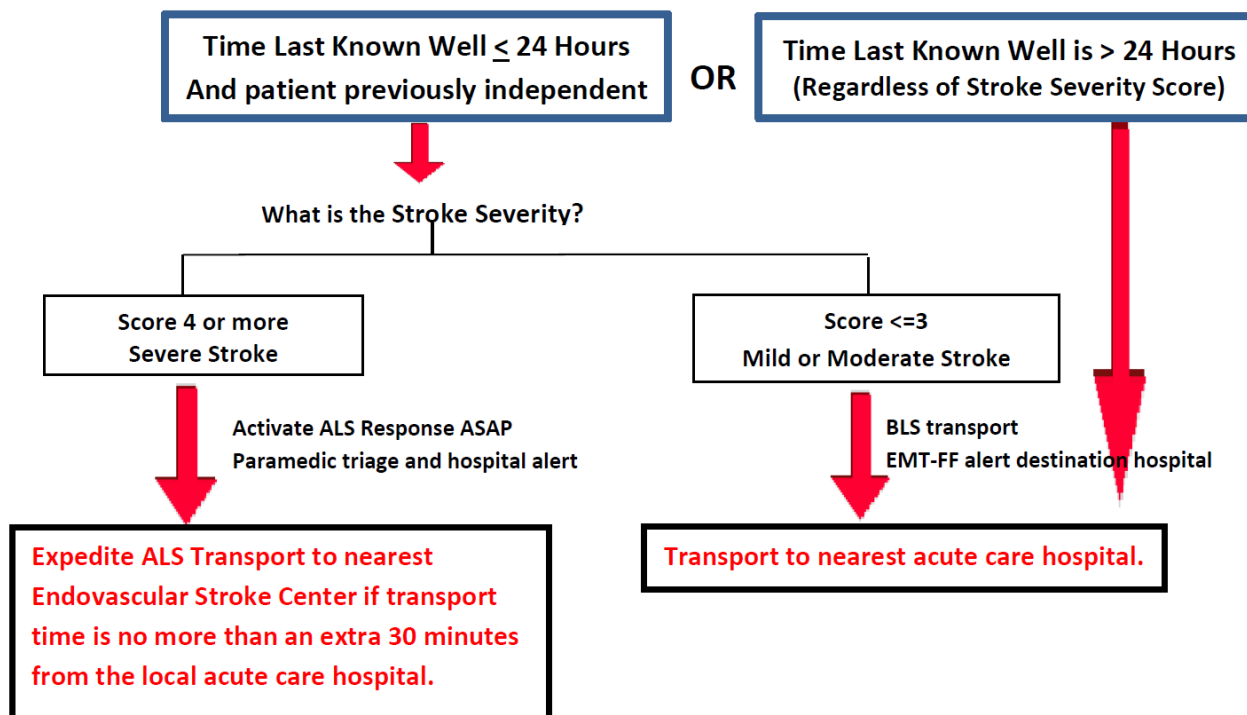 Time Last Known Well ≤ 24 Hours
And patient previously independent
OR
Time Last Known Well is > 24 Hours
(Regardless of Stroke Severity Score)
What is the Stroke Severity?
Score 4 or more
Severe Stroke
Score <=3
Mild or Moderate Stroke
Activate ALS Response ASAP
Paramedic triage and hospital alert
BLS transport
EMT-FF alert destination hospital
Expedite ALS Transport to nearest
Endovascular Stroke Center if transport
time is no more than an extra 30 minutes
from the local acute care hospital.
Transport to nearest acute care hospital.